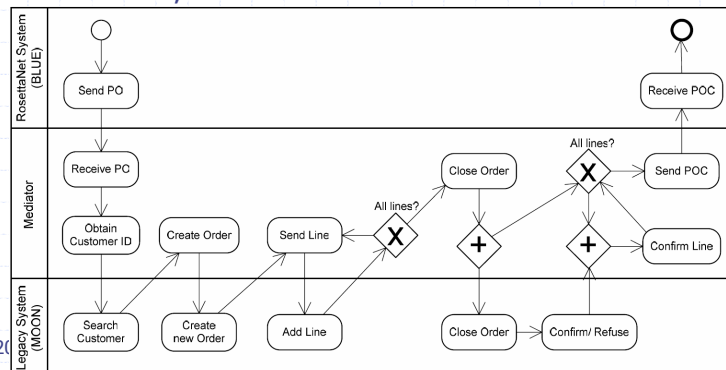 RosettaNet System
(BLUE)
Send PO
Receive POC
Mediator
Receive PO
Obtain
Customer ID
Create Order
Send Line
All lines?
X
Close Order
+
All lines?
X
+
Send POC
Confirm Line
Legacy System
(MOON)
Search
Customer
Create
new Order
Add Line
Close Order
Confirm/ Refuse